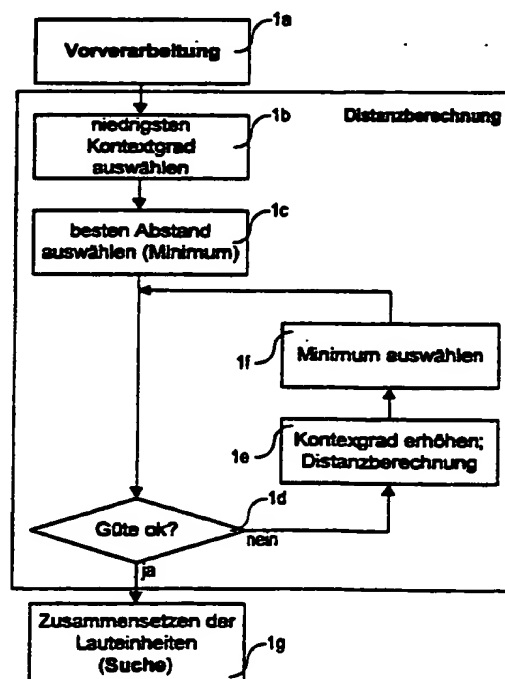 1a
Vorverarbeitung
Distanzberechnung
1b
niedrigsten
Kontextgrad
auswählen
1c
besten Abstand
auswählen (Minimum)
1f
Minimum auswählen
1e
Kontexgrad erhöhen;
Distanzberechnung
1d
Güte ok?
nein
ja
Zusammensetzen der
Lauteinheiten
(Suche)
1g